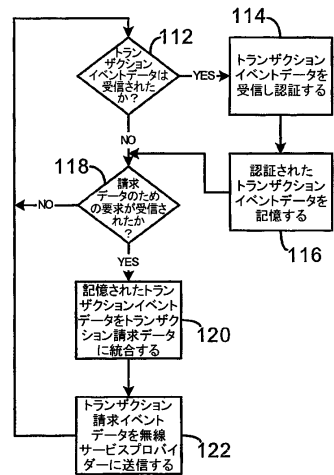 112
トラン
ザクション
イベントデータは
受信された
か?
YES
NO
114
トランザクション
イベントデータを
受信し認証する
認証された
トランザクション
イベントデータを
記憶する
116
118
請求
データのため
の要求が受信さ
れたか
?
NO
YES
記憶されたトラン
ザクションイベント
データをトランザク
ション請求データ
に統合する
120
トランザクション
請求イベント
データを無線
サービスプロバイ
ダーに送信する
122